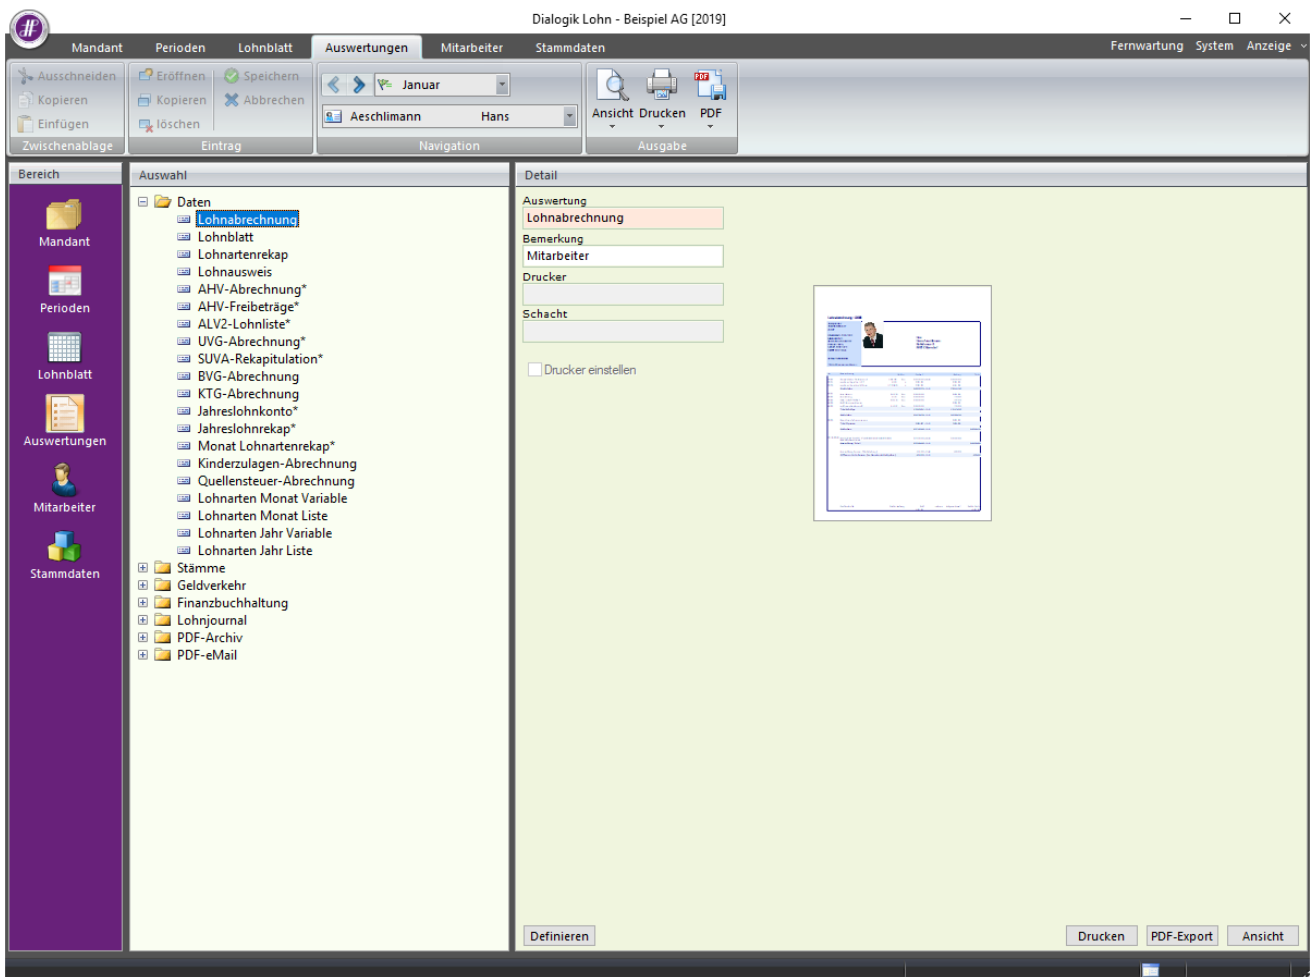 Dialogik Lohn - Beispiel AG [2019]
Mandant Perioden Lohnblatt Auswertungen Mitarbeiter Stammdaten Fernwartung System Anzeige
Ausschneiden
Kopieren
Einfügen
Zwischenablage
Eröffnen Speichern
Kopieren Abbrechen
löschen
Eintrag
Januar
Aeschlimann Hans
Navigation
Ansicht Drucken PDF
Ausgabe
Bereich
Mandant
Perioden
Lohnblatt
Auswertungen
Mitarbeiter
Stammdaten
Auswahl
Daten
Lohnabrechnung
Lohnblatt
Lohnartenrekap
Lohnausweis
AHV-Abrechnung*
AHV-Freibeträge*
ALV2-Lohnliste*
UVG-Abrechnung*
SUVA-Rekapitulation*
BVG-Abrechnung
KTG-Abrechnung
Jahreslohnkonto*
Jahreslohnrekap*
Monat Lohnartenrekap*
Kinderzulagen-Abrechnung
Quellensteuer-Abrechnung
Lohnarten Monat Variable
Lohnarten Monat Liste
Lohnarten Jahr Variable
Lohnarten Jahr Liste
Stämme
Geldverkehr
Finanzbuchhaltung
Lohnjournal
PDF-Archiv
PDF-eMail
Detail
Auswertung
Lohnabrechnung
Bemerkung
Mitarbeiter
Drucker
Schacht
Drucker einstellen
Definieren Drucken PDF-Export Ansicht